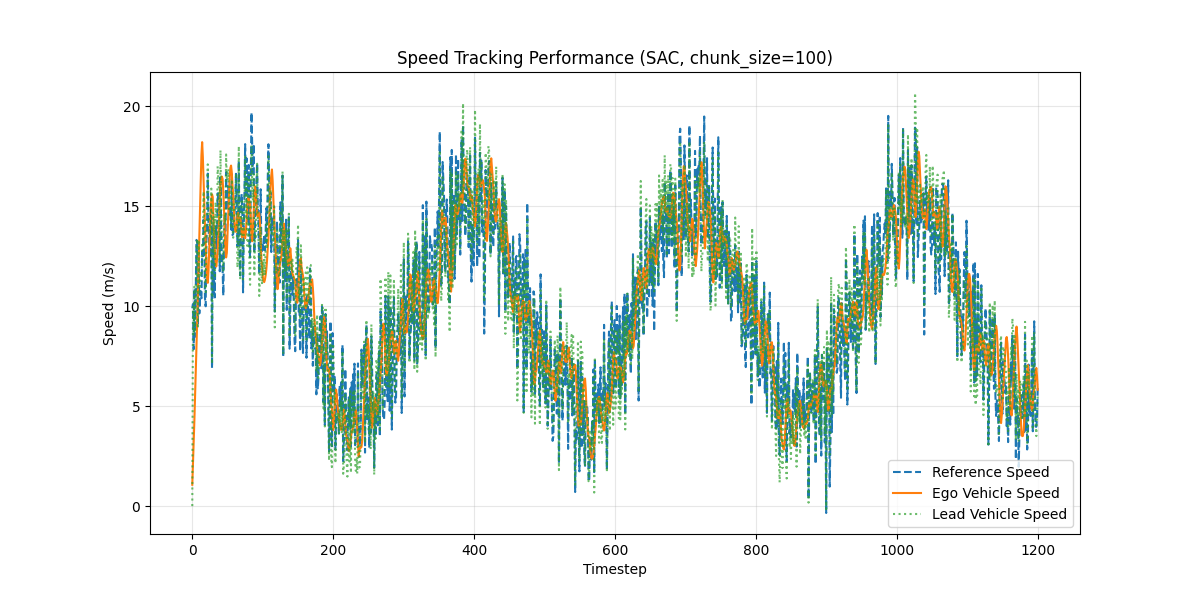 Speed Tracking Performance (SAC, chunk_size=100)
20
15
10
5
0
Speed (m/s)
0 200 400 600 800 1000 1200
Timestep
Reference Speed
Ego Vehicle Speed
Lead Vehicle Speed